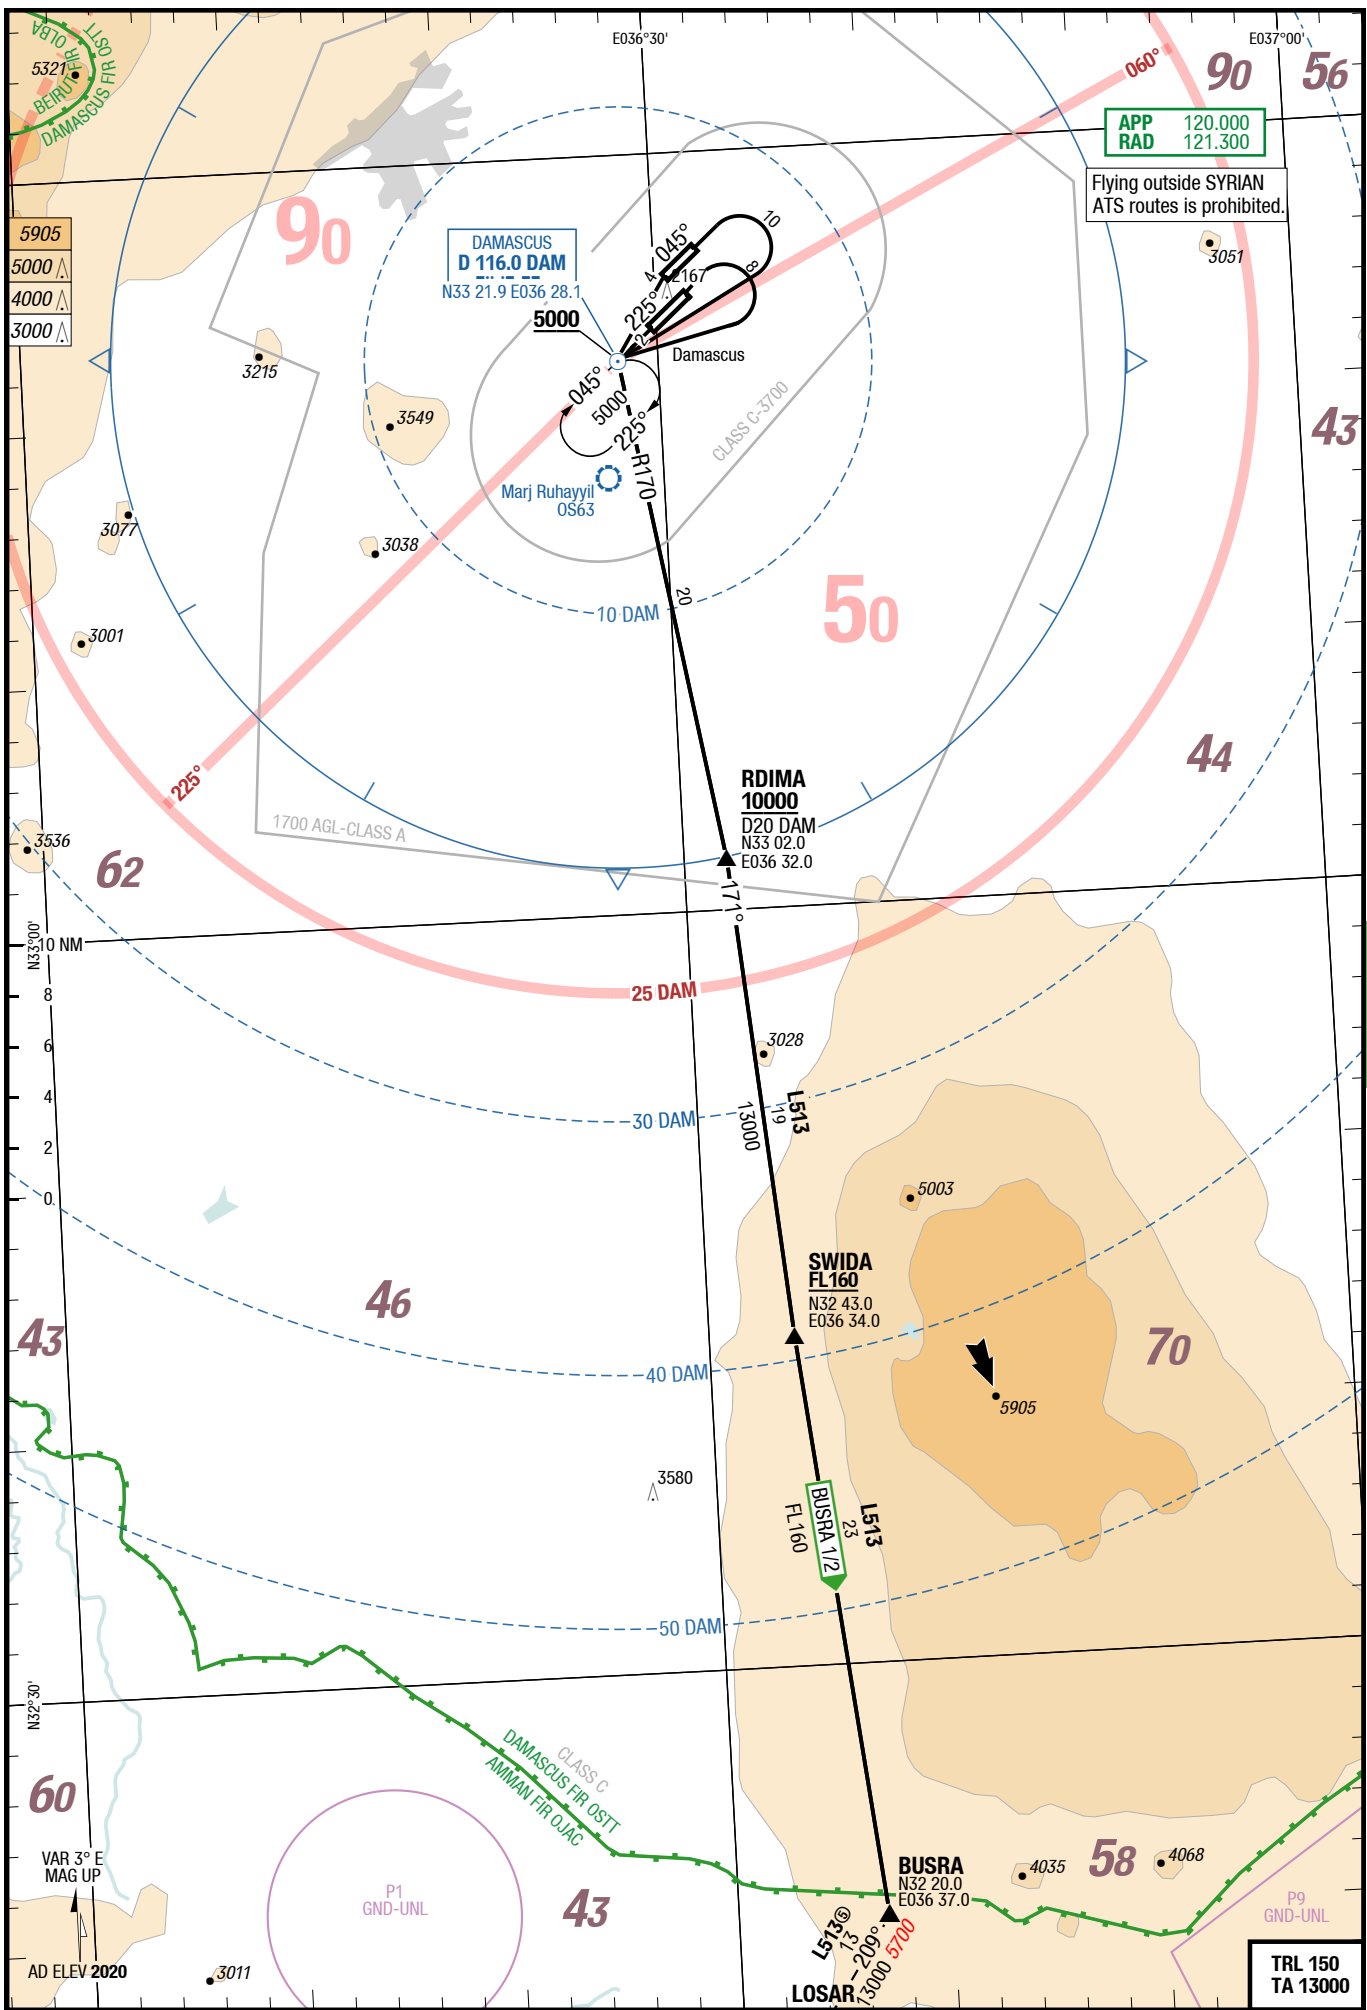 E036°30'
E037°00'
OLBA
BEIRUT FIR
DAMASCUS FIR OSTT
5321
060°
90
56
APP 120.000
RAD 121.300
Flying outside SYRIAN
ATS routes is prohibited.
3051
5905
5000
4000
3000
90
DAMASCUS
D 116.0 DAM
N33 21.9 E036 28.1
5000
4
045°
10
2167
8
225°
2
Damascus
3215
045°
5000
225°
R170
CLASS C-3700
3549
43
Marj Ruhayyil
OS63
3077
3038
20
10 DAM
50
3001
44
225°
RDIMA
10000
D20 DAM
N33 02.0
E036 32.0
1700 AGL-CLASS A
3536
62
171°
N33°00'
10 NM
8
6
4
2
0
25 DAM
3028
L513
19
13000
30 DAM
5003
SWIDA
FL160
N32 43.0
E036 34.0
46
43
70
40 DAM
5905
3580
BUSRA 1/2
L513
23
FL160
50 DAM
N32°30'
CLASS C
DAMASCUS FIR OSTT
AMMAN FIR OJAC
60
VAR 3° E
MAG UP
P1
GND-UNL
43
BUSRA
N32 20.0
E036 37.0
4035
58
4068
P9
GND-UNL
L513⑤
13
209°
13000
5700
LOSAR
AD ELEV 2020
3011
TRL 150
TA 13000